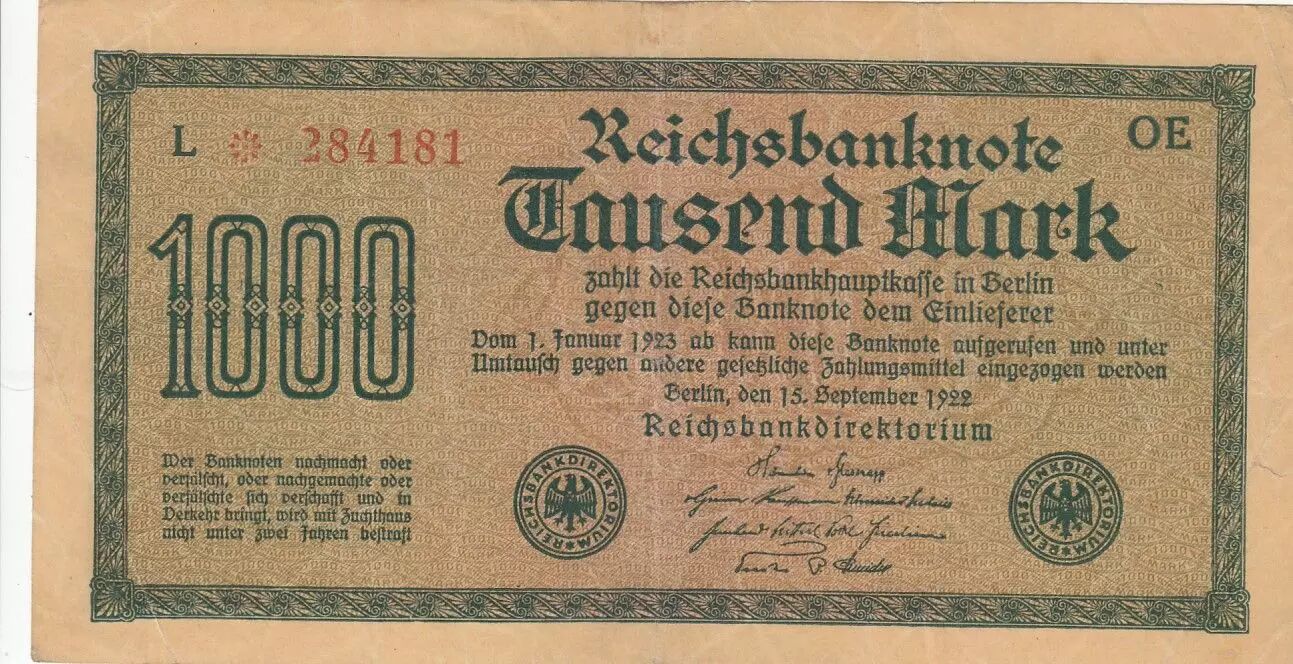 L * 284181
OE
Reichsbanknote
Tausend Mark
zahlt die Reichsbankhauptkasse in Berlin
gegen diese Banknote dem Einlieferer
Vom 1. Januar 1923 ab kann diese Banknote aufgerufen und unter
Umtausch gegen andere gesetzliche Zahlungsmittel eingezogen werden
Berlin, den 15. September 1922
Reichsbankdirektorium
1000
Wer Banknoten nachmacht oder
verfälscht, oder nachgemachte oder
verfälschte sich verschafft und in
Verkehr bringt, wird mit Zuchthaus
nicht unter zwei Jahren bestraft
REICHSBANKDIREKTORIUM
REICHSBANKDIREKTORIUM